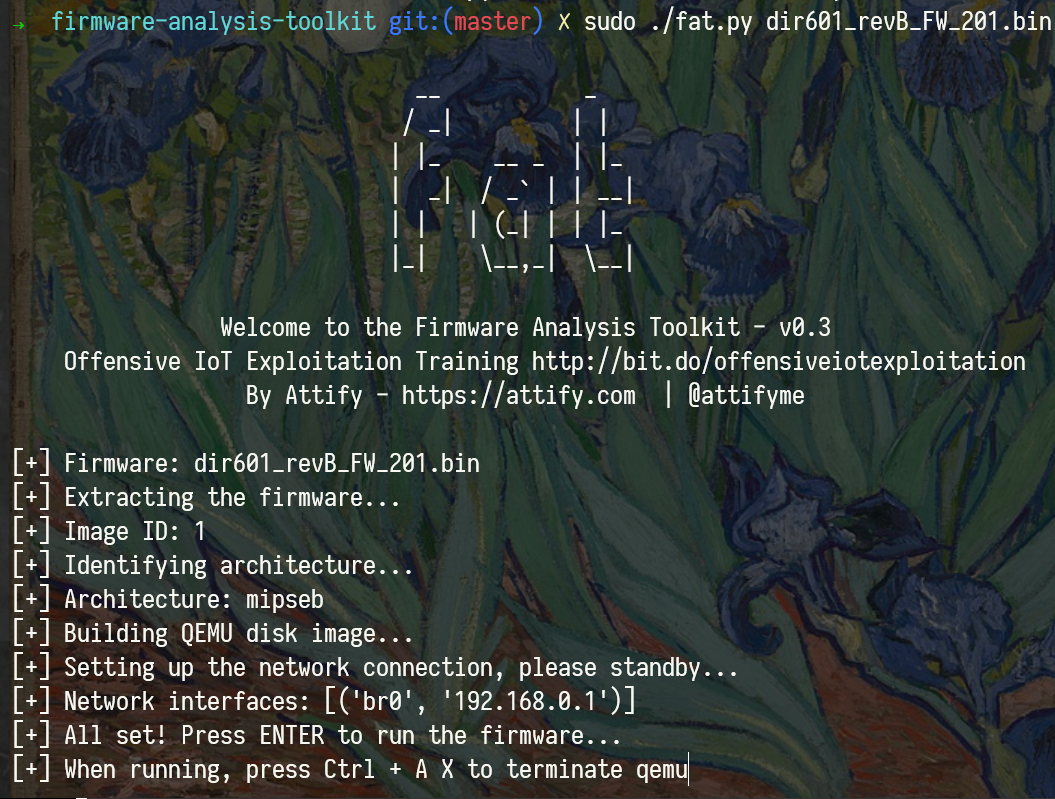 →  firmware-analysis-toolkit git:(master) ✗ sudo ./fat.py dir601_revB_FW_201.bin
                               __           _
                              / _|         | |
                             | |_    __ _  | |_
                             |  _|  / _` | | __|
                             | |   | (_| | | |_
                             |_|    \__,_|  \__|
Welcome to the Firmware Analysis Toolkit - v0.3
Offensive IoT Exploitation Training http://bit.do/offensiveiotexploitation
By Attify - https://attify.com  | @attifyme
[+] Firmware: dir601_revB_FW_201.bin
[+] Extracting the firmware...
[+] Image ID: 1
[+] Identifying architecture...
[+] Architecture: mipseb
[+] Building QEMU disk image...
[+] Setting up the network connection, please standby...
[+] Network interfaces: [('br0', '192.168.0.1')]
[+] All set! Press ENTER to run the firmware...
[+] When running, press Ctrl + A X to terminate qemu